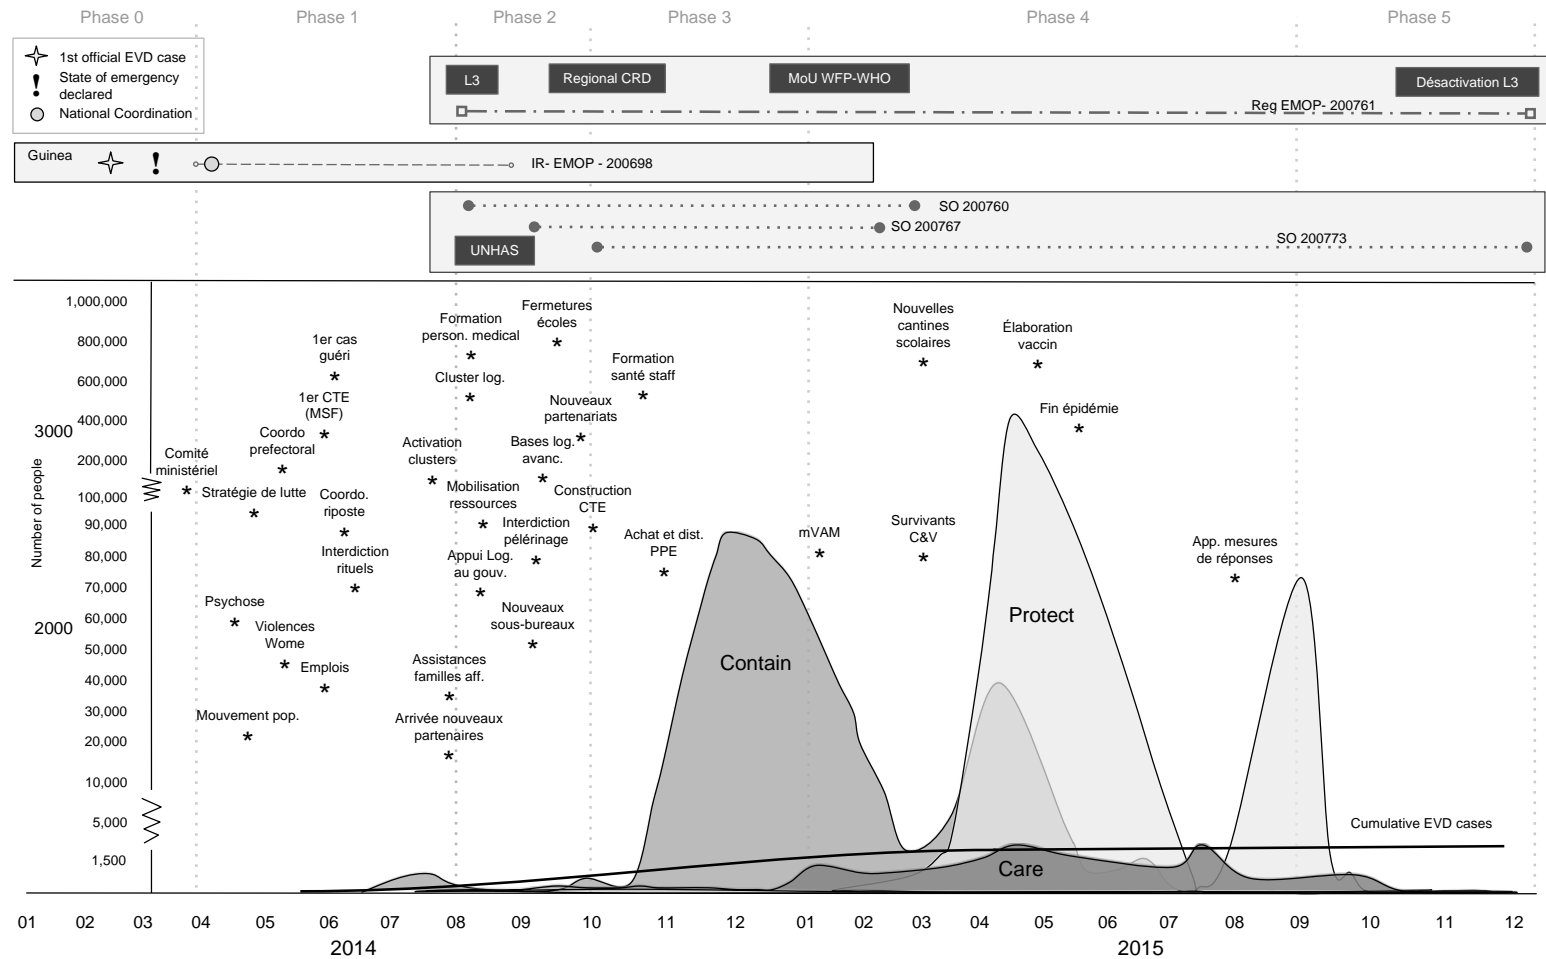 Phase 0
Phase 1
Phase 2
Phase 3
Phase 4
Phase 5
1st official EVD case
State of emergency
declared
National Coordination
L3
Regional CRD
MoU WFP-WHO
Désactivation L3
Reg EMOP- 200761
Guinea
IR- EMOP - 200698
SO 200760
SO 200767
UNHAS
SO 200773
1,000,000
800,000
600,000
400,000
3000
200,000
100,000
90,000
80,000
70,000
60,000
2000
50,000
40,000
30,000
20,000
10,000
5,000
1,500
Number of people
Comité
ministériel
Stratégie de lutte
Coordo
prefectoral
1er cas
guéri
1er CTE
(MSF)
Coordo.
riposte
Interdiction
rituels
Psychose
Violences
Wome
Emplois
Mouvement pop.
Formation
person. medical
Cluster log.
Activation
clusters
Mobilisation
ressources
Appui Log.
au gouv.
Assistances
familles aff.
Arrivée nouveaux
partenaires
Fermetures
écoles
Nouveaux
partenariats
Bases log.
avanc.
Construction
CTE
Interdiction
pélérinage
Nouveaux
sous-bureaux
Formation
santé staff
Achat et dist.
PPE
mVAM
Nouvelles
cantines
scolaires
Survivants
C&V
Élaboration
vaccin
Fin épidémie
App. mesures
de réponses
Contain
Protect
Care
Cumulative EVD cases
01 02 03 04 05 06 07 08 09 10 11 12 01 02 03 04 05 06 07 08 09 10 11 12
2014
2015